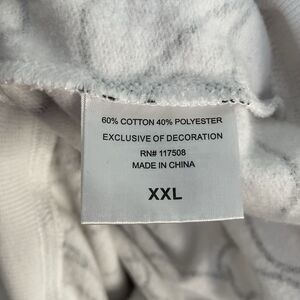 60% COTTON 40% POLYESTER
EXCLUSIVE OF DECORATION
RN# 117508
MADE IN CHINA
XXL